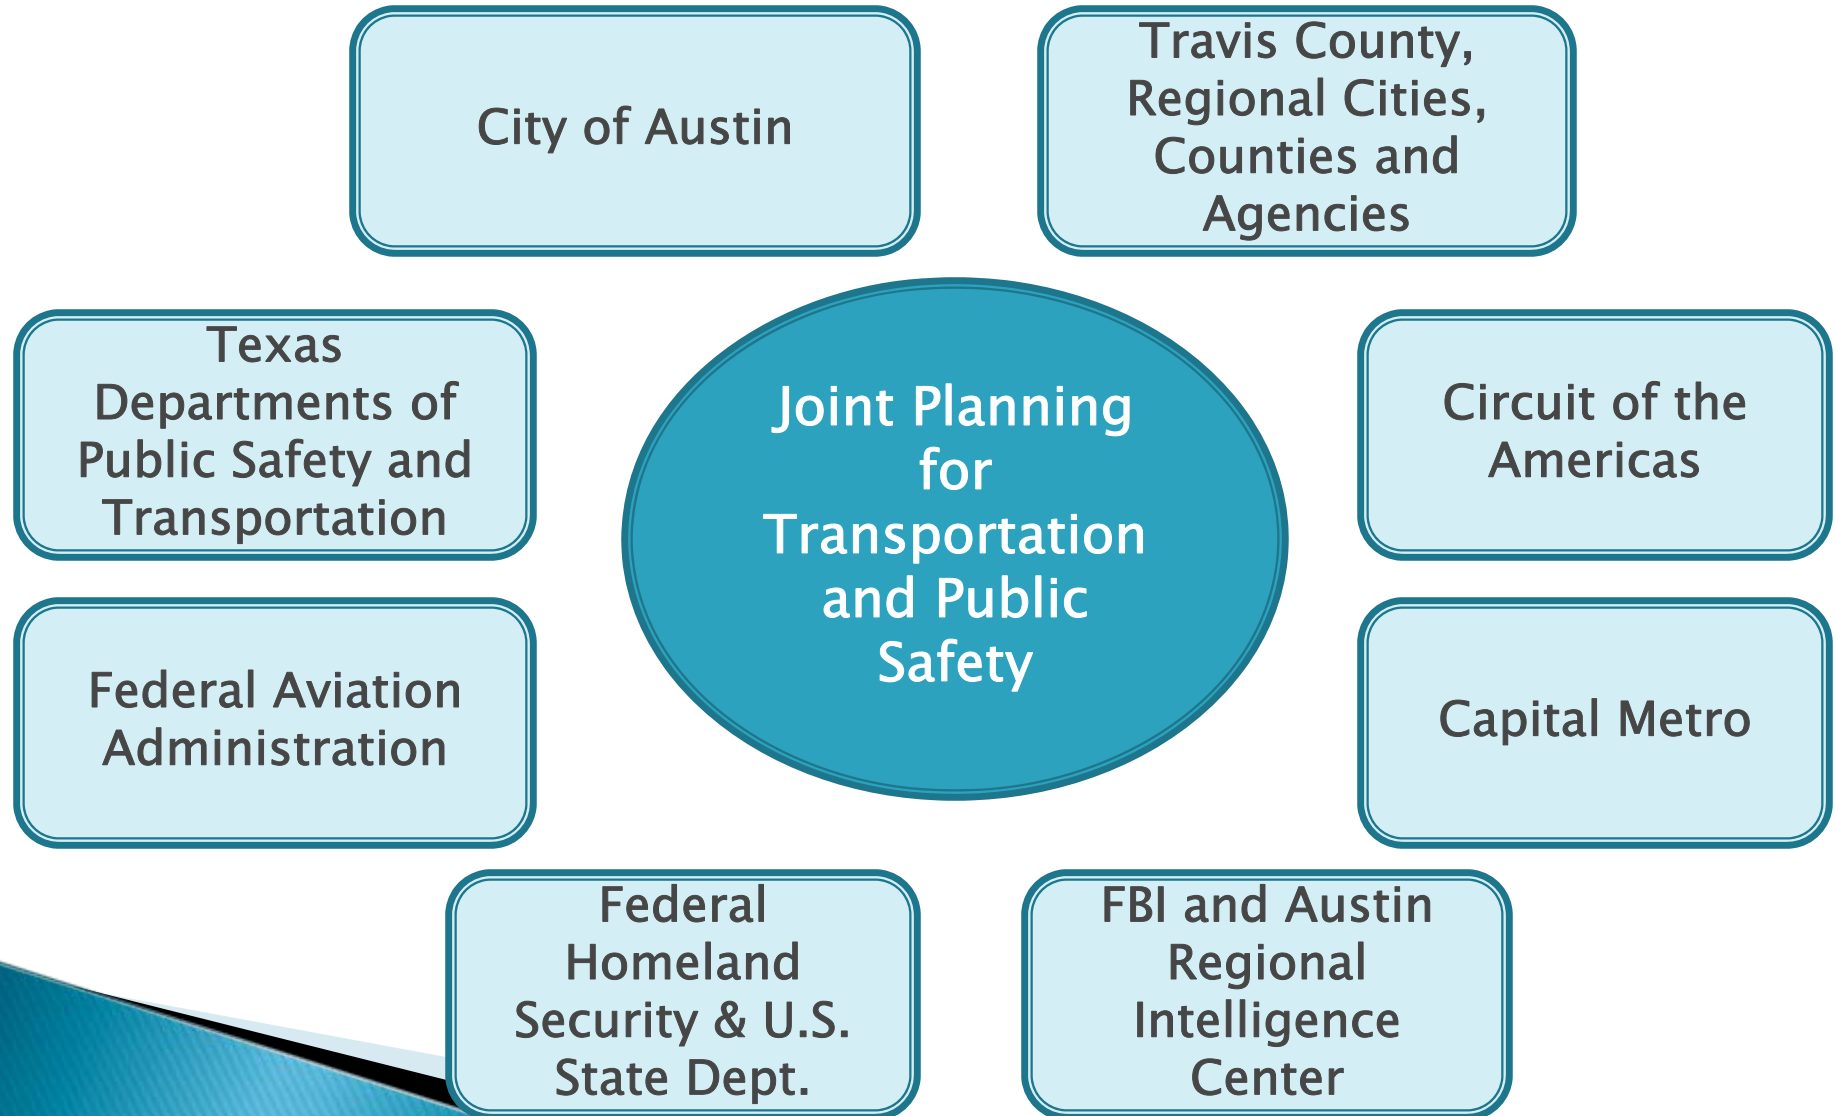 City of Austin
Travis County,
Regional Cities,
Counties and
Agencies
Texas
Departments of
Public Safety and
Transportation
Joint Planning
for
Transportation
and Public
Safety
Circuit of the
Americas
Federal Aviation
Administration
Capital Metro
Federal
Homeland
Security & U.S.
State Dept.
FBI and Austin
Regional
Intelligence
Center